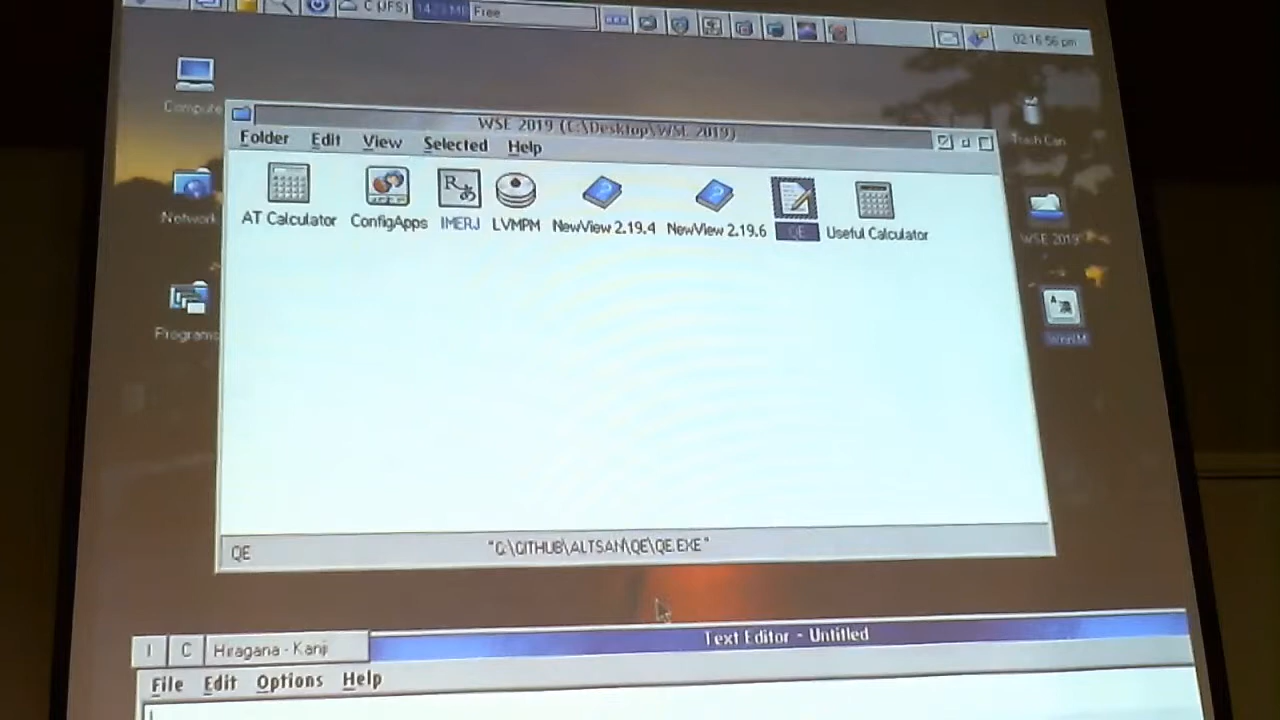 C (JFS) Free
02:16:56 pm
Compute
WSE 2019 (C:\Desktop\WSE 2019)
Folder Edit View Selected Help
Trash Can
AT Calculator ConfigApps IMERJ LVMPM NewView 2.19.4 NewView 2.19.6 QE Useful Calculator
Network
WSE 2019
Programs
QE "G:\GITHUB\ALTSAN\QE\QE.EXE"
I C Hiragana - Kanji
Text Editor - Untitled
File Edit Options Help